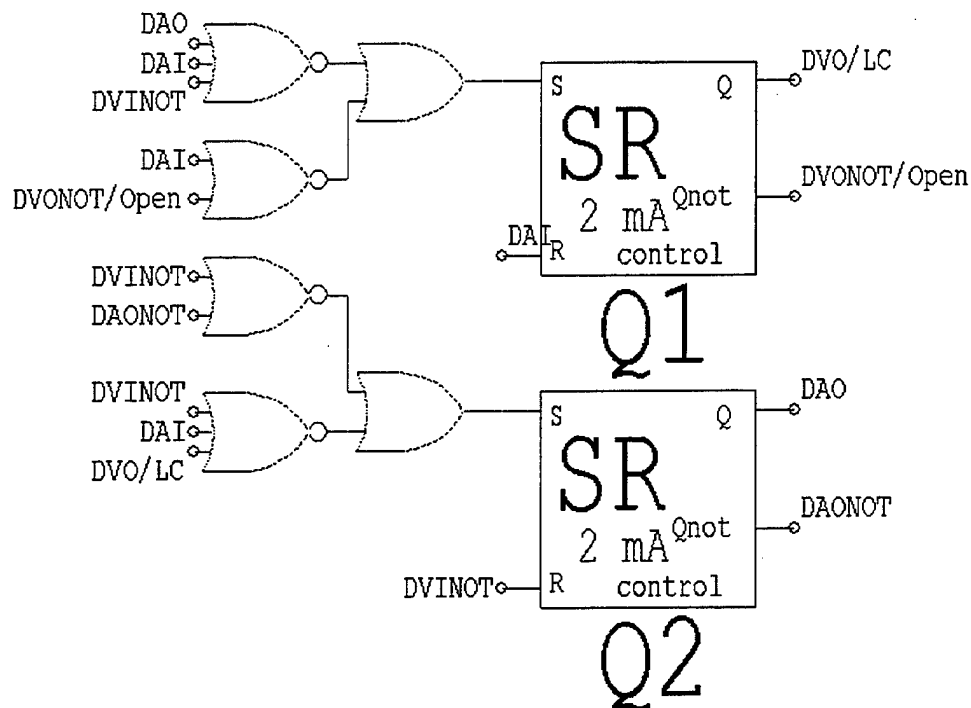 DAO
DAI
DVINOT
DAI
DVONOT/Open
S
Q
SR
2 mA
Qnot
DAI
R
control
DVO/LC
DVONOT/Open
Q1
DVINOT
DAONOT
DVINOT
DAI
DVO/LC
S
Q
SR
2 mA
Qnot
DVINOT
R
control
DAO
DAONOT
Q2